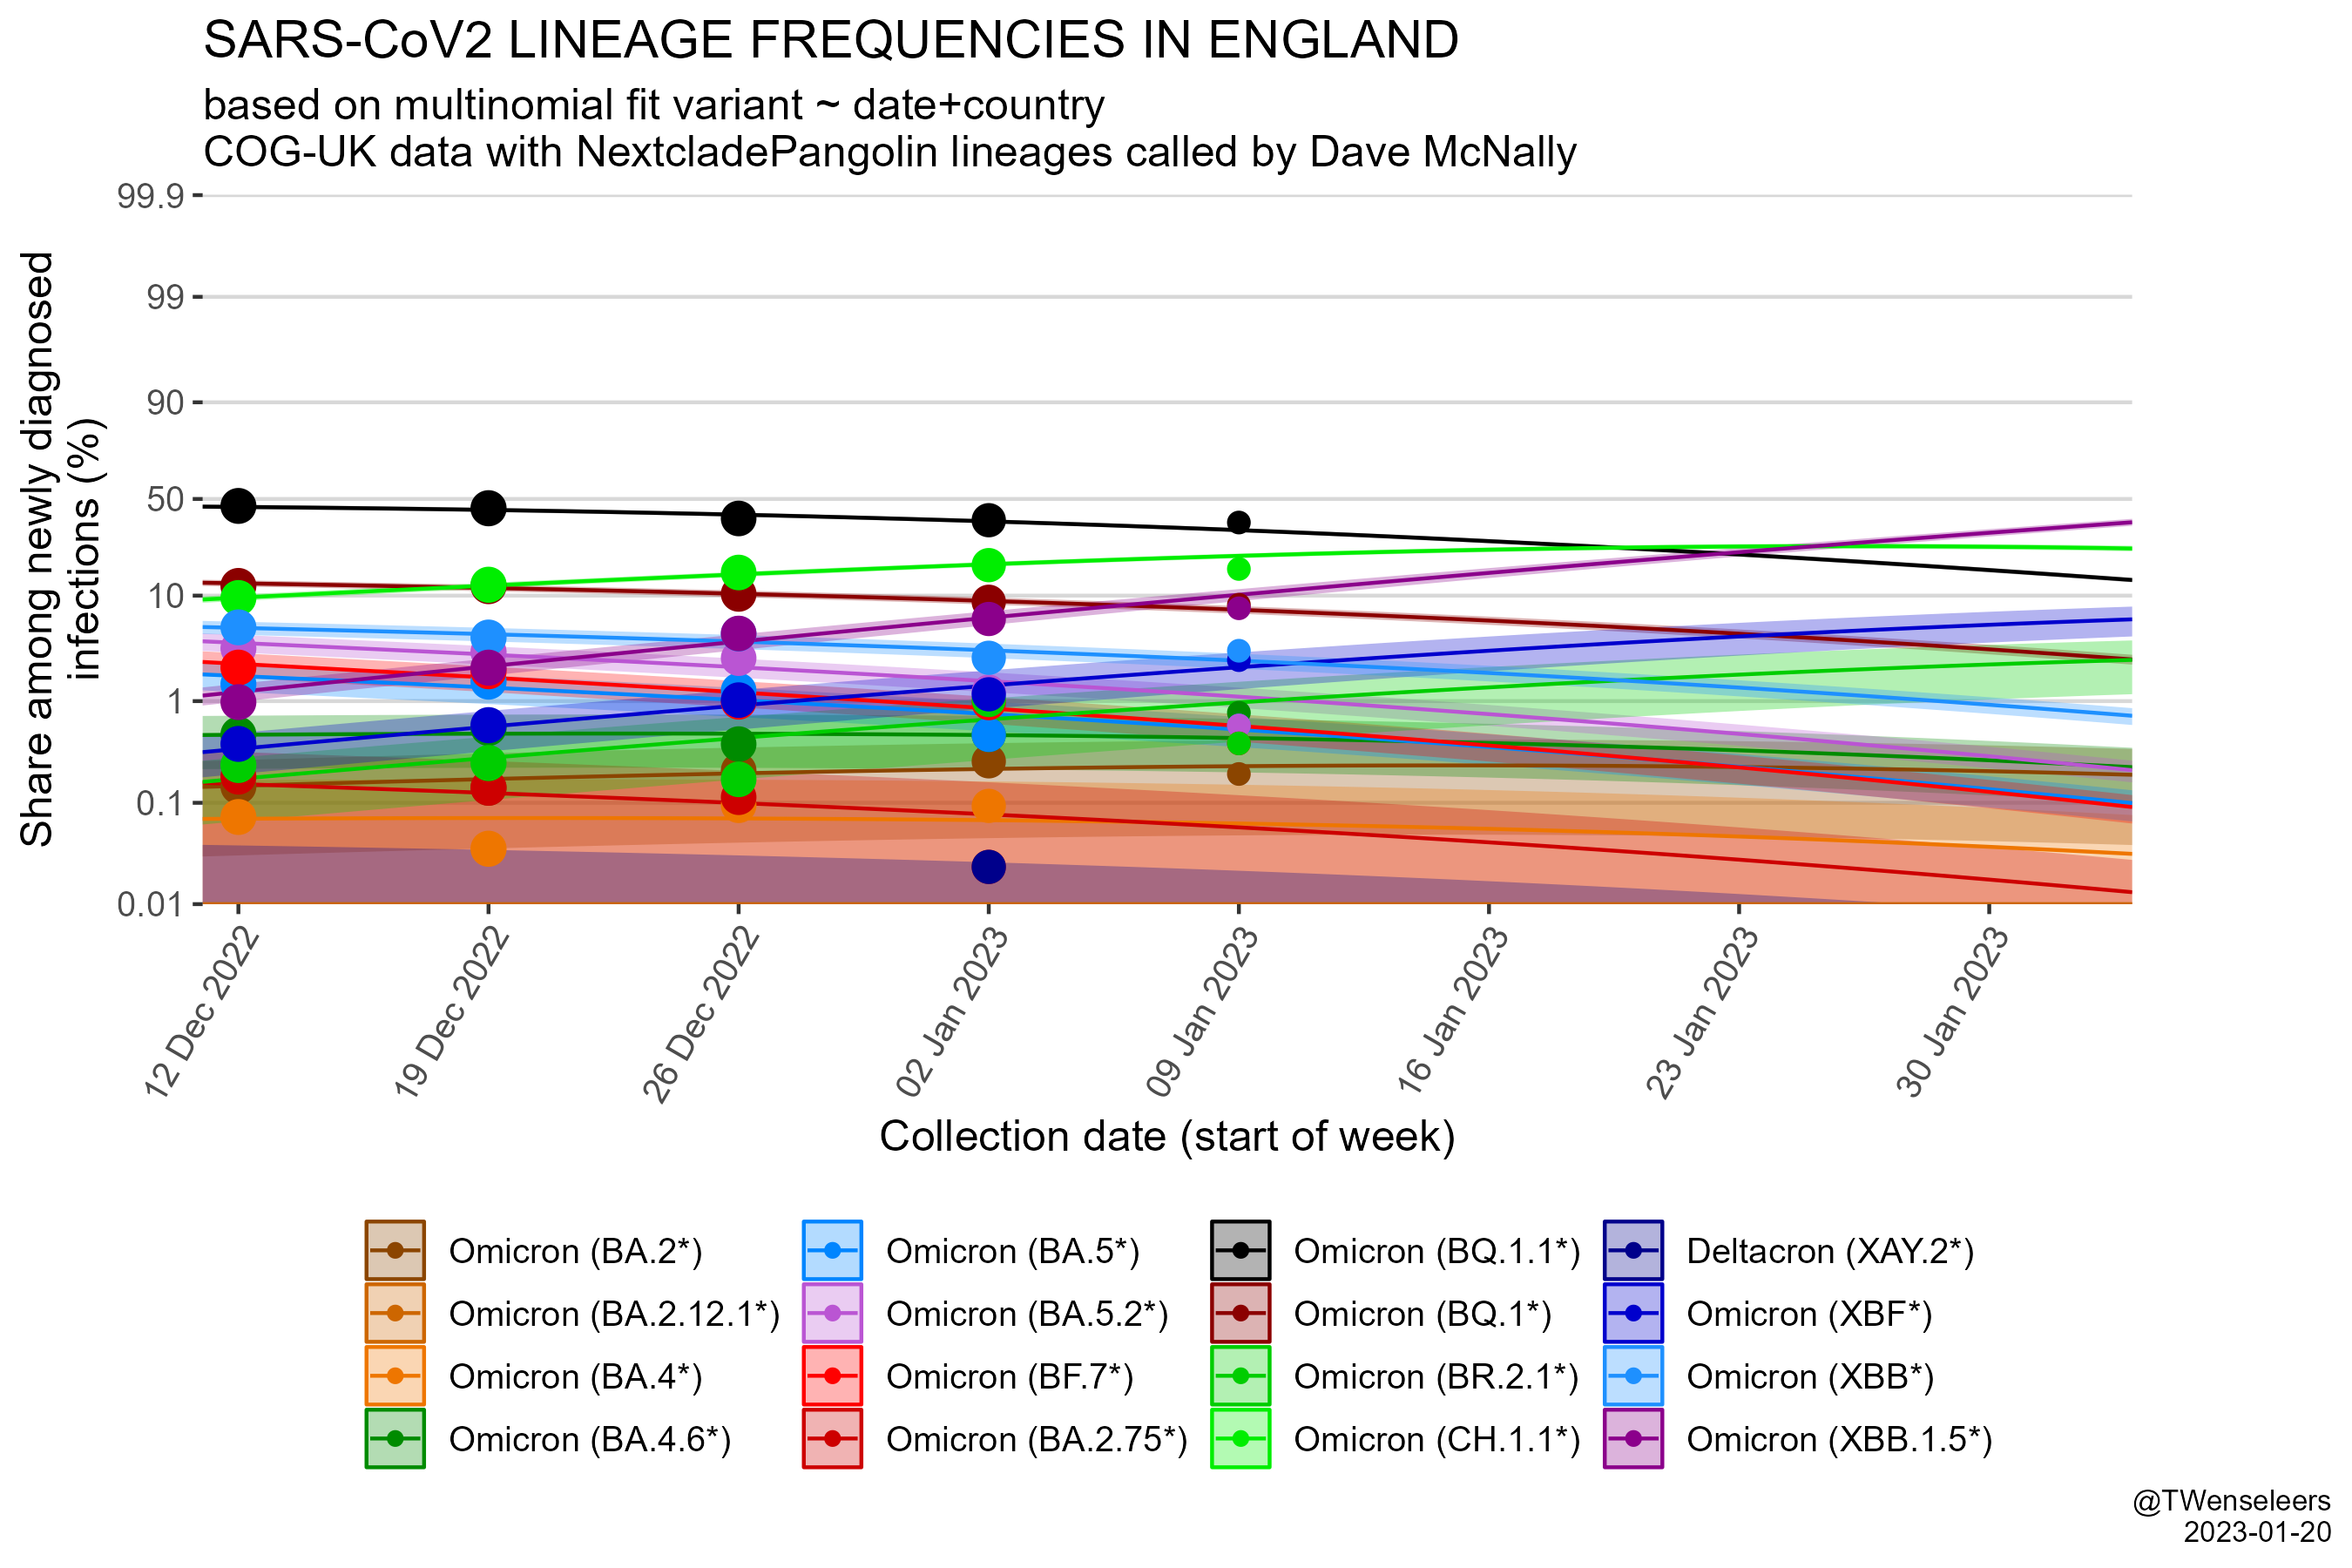 SARS-CoV2 LINEAGE FREQUENCIES IN ENGLAND
based on multinomial fit variant ~ date+country
COG-UK data with NextcladePangolin lineages called by Dave McNally
Share among newly diagnosed
infections (%)
99.9
99
90
50
10
1
0.1
0.01
12 Dec 2022
19 Dec 2022
26 Dec 2022
02 Jan 2023
09 Jan 2023
16 Jan 2023
23 Jan 2023
30 Jan 2023
Collection date (start of week)
Omicron (BA.2*)
Omicron (BA.2.12.1*)
Omicron (BA.4*)
Omicron (BA.4.6*)
Omicron (BA.5*)
Omicron (BA.5.2*)
Omicron (BF.7*)
Omicron (BA.2.75*)
Omicron (BQ.1.1*)
Omicron (BQ.1*)
Omicron (BR.2.1*)
Omicron (CH.1.1*)
Deltacron (XAY.2*)
Omicron (XBF*)
Omicron (XBB*)
Omicron (XBB.1.5*)
@TWenseleers
2023-01-20